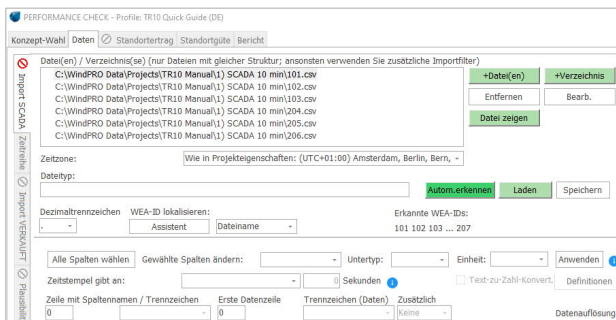 PERFORMANCE CHECK - Profile: TR10 Quick Guide (DE)
Konzept-Wahl Daten Standortertrag Standortgüte Bericht
Datei(en) / Verzeichnis(se) (nur Dateien mit gleicher Struktur; ansonsten verwenden Sie zusätzliche Importfilter)
C:\WindPRO Data\Projects\TR10 Manual\1) SCADA 10 min\101.csv
C:\WindPRO Data\Projects\TR10 Manual\1) SCADA 10 min\102.csv
C:\WindPRO Data\Projects\TR10 Manual\1) SCADA 10 min\103.csv
C:\WindPRO Data\Projects\TR10 Manual\1) SCADA 10 min\204.csv
C:\WindPRO Data\Projects\TR10 Manual\1) SCADA 10 min\205.csv
C:\WindPRO Data\Projects\TR10 Manual\1) SCADA 10 min\206.csv
+Datei(en) +Verzeichnis
Entfernen Bearb.
Datei zeigen
Import SCADA
Zeitreihe
Import VERKAUFT
Plausibilit
Zeitzone: Wie in Projekteigenschaften: (UTC+01:00) Amsterdam, Berlin, Bern,
Dateityp:
Autom.erkennen Laden Speichern
Dezimaltrennzeichen WEA-ID lokalisieren: Erkannte WEA-IDs:
. Assistent Dateiname 101 102 103 ... 207
Alle Spalten wählen Gewählte Spalten ändern: Untertyp: Einheit: Anwenden
Zeitstempel gibt an: 0 Sekunden Text-zu-Zahl-Konvert. Definitionen
Zeile mit Spaltennamen / Trennzeichen Erste Datenzeile Trennzeichen (Daten) Zusätzlich
0 0 Keine Datenauflösung